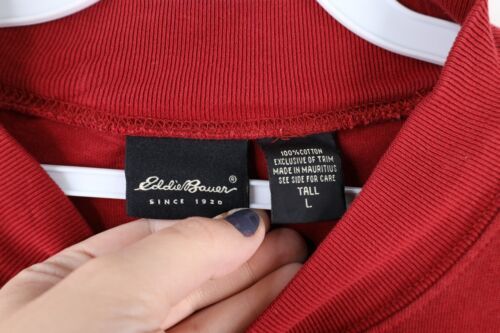 Eddie Bauer®
SINCE 1920
100% COTTON
EXCLUSIVE OF TRIM
MADE IN MAURITIUS
SEE SIDE FOR CARE
TALL
L